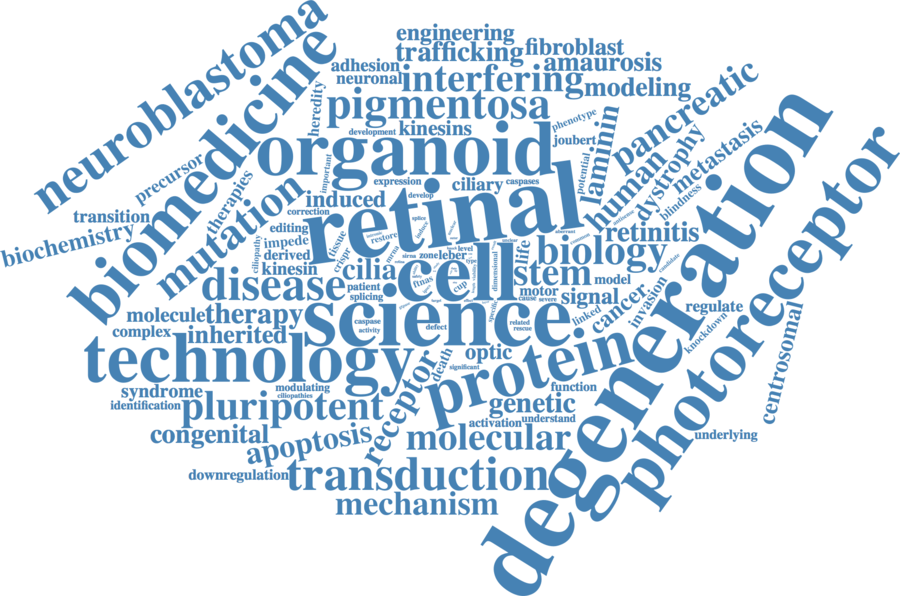 engineering
trafficking
fibroblast
adhesion
amaurosis
neuronal
interfering
modeling
neuroblastoma
biomedicine
heredity
pigmentosa
pancreatic
development
kinesins
phenotype
joubert
laminin
organoid
human
dystrophy
metastasis
precursor
therapies
important
expression
ciliary
caspases
potential
blindness
transition
mutation
induced
develop
retinal
retinitis
biochemistry
correction
editing
tissue
restore
splice
impede
derived
ciliopathy
kinesin
crispr
cilia
zone
leber
level
life
biology
candidate
disease
patient
splicing
cell
ftnas
cup
type
dimensional
stem
motor
cause
severe
model
signal
cancer
invasion
regulate
linked
molecule
therapy
science
specific
complex
inherited
caspase
activity
defect
related
rescue
knockdown
technology
receptor
death
optic
significant
protein
degeneration
photoreceptor
centrosomal
syndrome
identification
modulating
ciliopathies
function
pluripotent
genetic
activation
understand
congenital
apoptosis
molecular
underlying
downregulation
transduction
mechanism